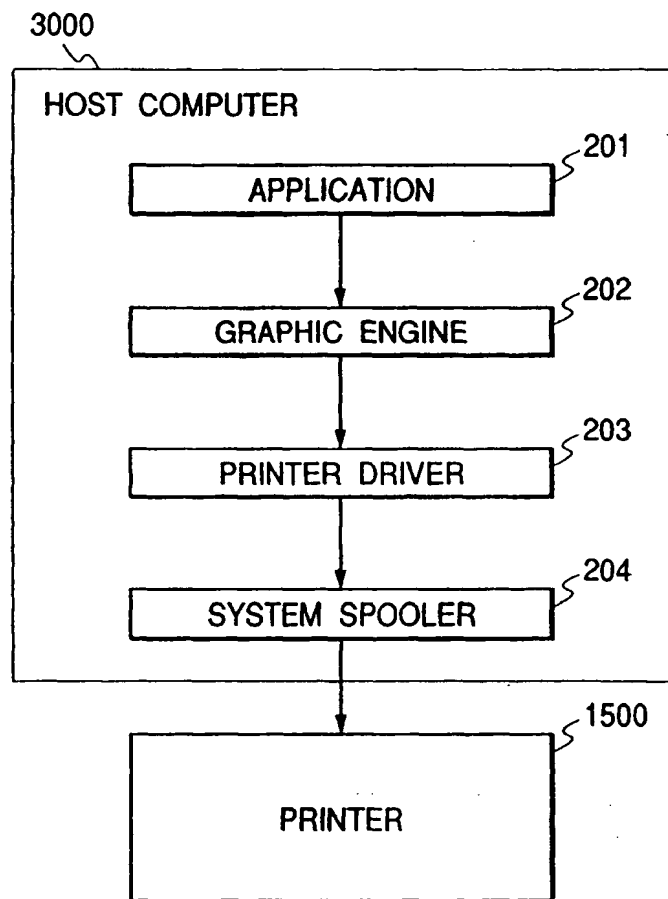 3000
HOST COMPUTER
201
APPLICATION
202
GRAPHIC ENGINE
203
PRINTER DRIVER
204
SYSTEM SPOOLER
1500
PRINTER